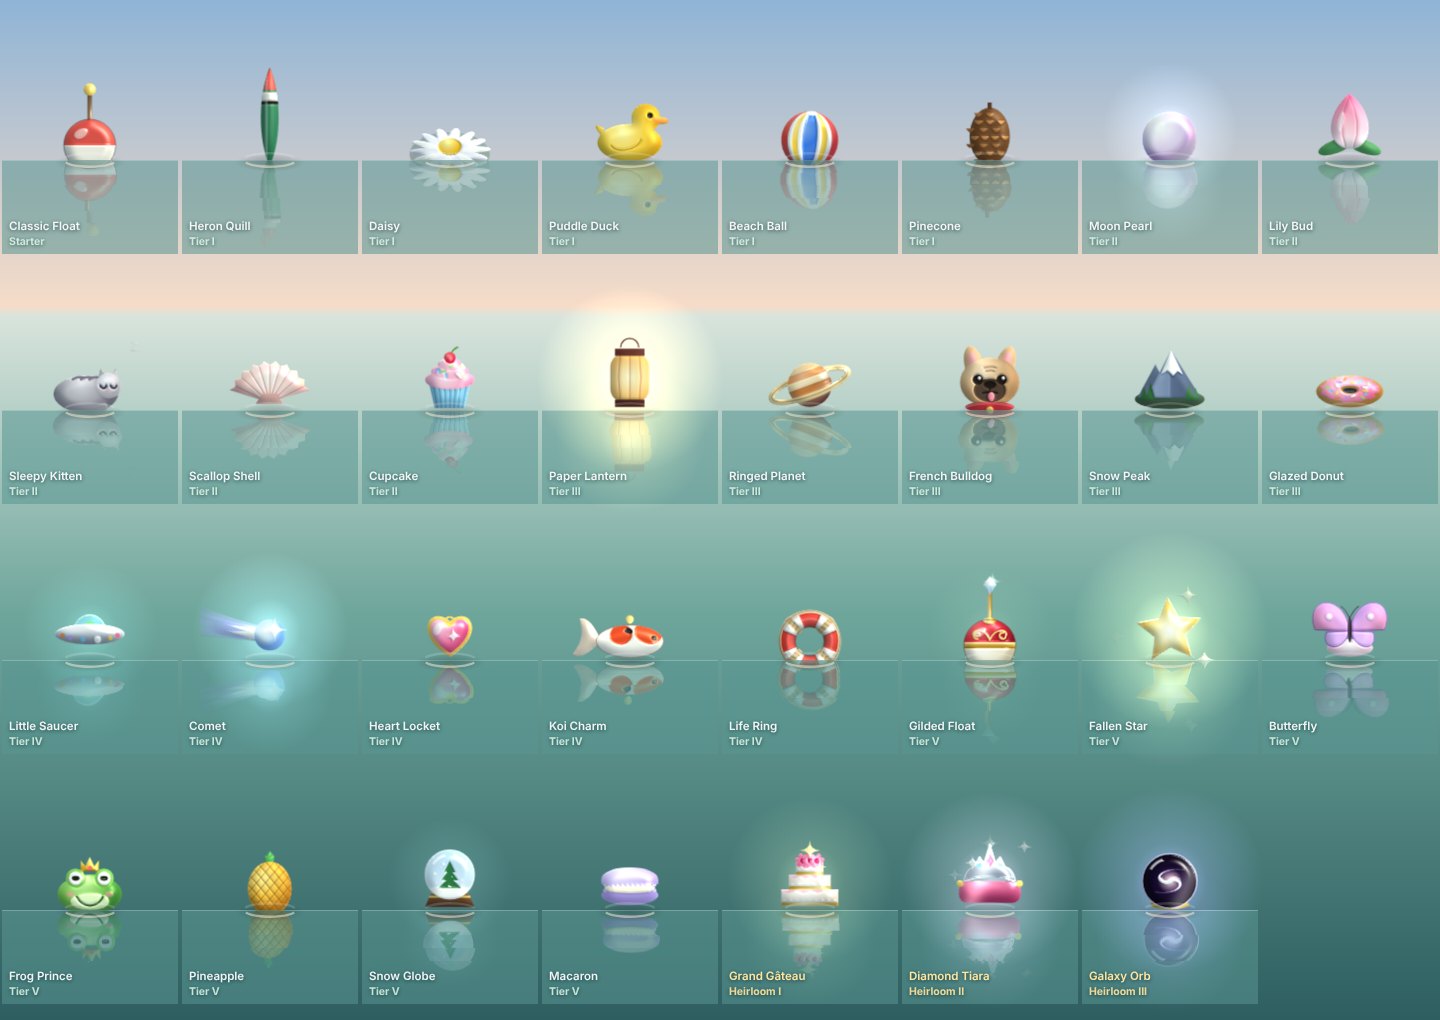 Classic Float
Starter
Heron Quill
Tier I
Daisy
Tier I
Puddle Duck
Tier I
Beach Ball
Tier I
Pinecone
Tier I
Moon Pearl
Tier II
Lily Bud
Tier II
Sleepy Kitten
Tier II
Scallop Shell
Tier II
Cupcake
Tier II
Paper Lantern
Tier III
Ringed Planet
Tier III
French Bulldog
Tier III
Snow Peak
Tier III
Glazed Donut
Tier III
Little Saucer
Tier IV
Comet
Tier IV
Heart Locket
Tier IV
Koi Charm
Tier IV
Life Ring
Tier IV
Gilded Float
Tier V
Fallen Star
Tier V
Butterfly
Tier V
Frog Prince
Tier V
Pineapple
Tier V
Snow Globe
Tier V
Macaron
Tier V
Grand Gâteau
Heirloom I
Diamond Tiara
Heirloom II
Galaxy Orb
Heirloom III